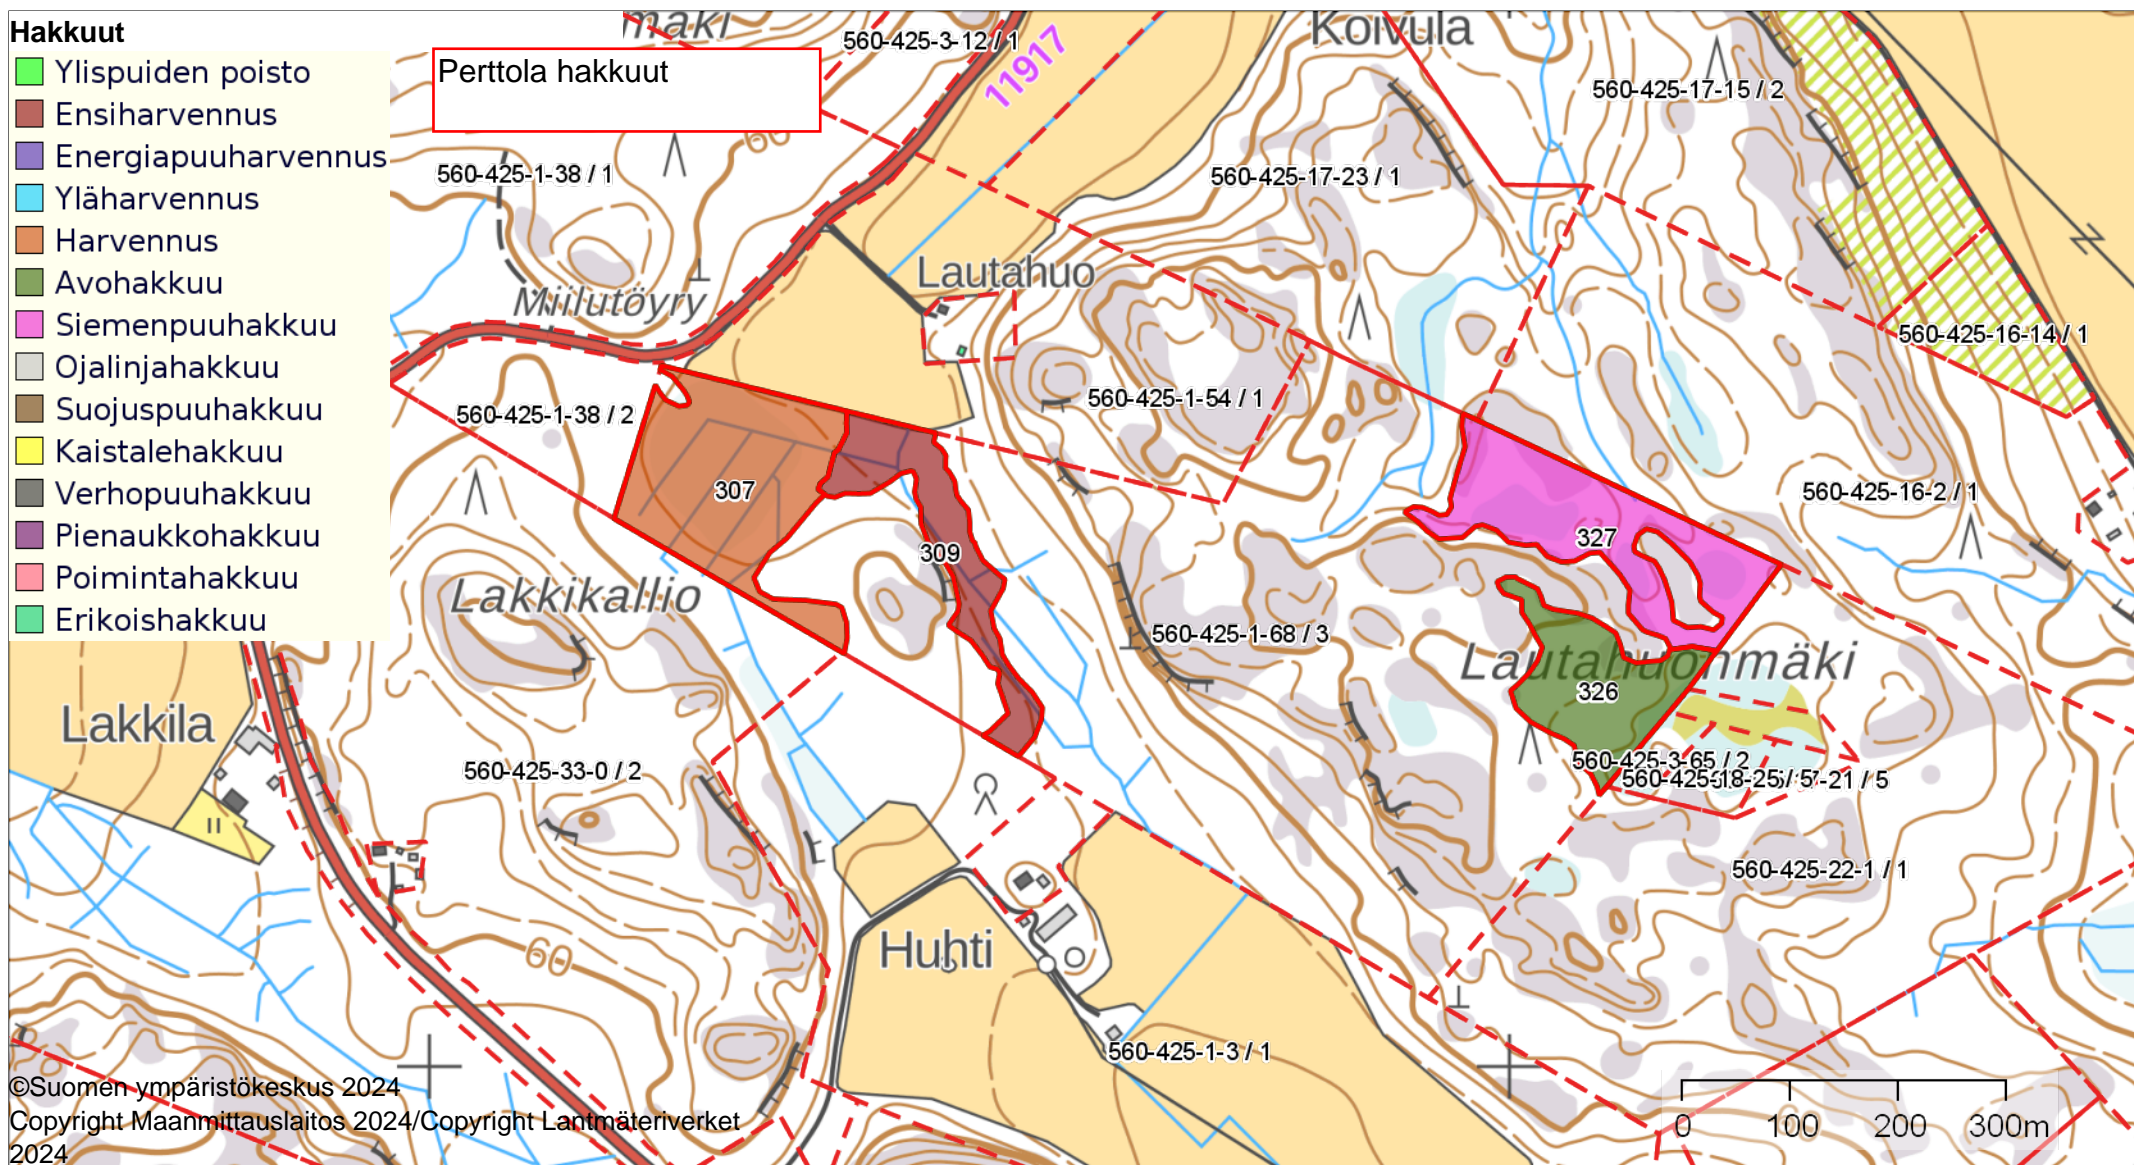 Hakkuut
Ylispuiden poisto
Ensiharvennus
Energiapuuharvennus
Yläharvennus
Harvennus
Avohakkuu
Siemenpuuhakkuu
Ojalinjahakkuu
Suojuspuuhakkuu
Kaistalehakkuu
Verhopuuhakkuu
Pienaukkohakkuu
Poimintahakkuu
Erikoishakkuu
Perttola hakkuut
mäki
560-425-3-12 / 1
11917
Koivula
560-425-17-15 / 2
60
560-425-1-38 / 1
560-425-17-23 / 1
Lautahuo
Miilutöyry
560-425-16-14 / 1
560-425-1-54 / 1
560-425-1-38 / 2
307
560-425-16-2 / 1
327
309
Lakkikallio
560-425-1-68 / 3
Lautahuonmäki
326
Lakkila
560-425-33-0 / 2
560-425-3-65 / 2
-21 / 5
560-425-22-1 / 1
60
Huhti
560-425-1-3 / 1
©Suomen ympäristökeskus 2024
Copyright Maanmittauslaitos 2024/Copyright Lantmäteriverket
2024
0 100 200 300m